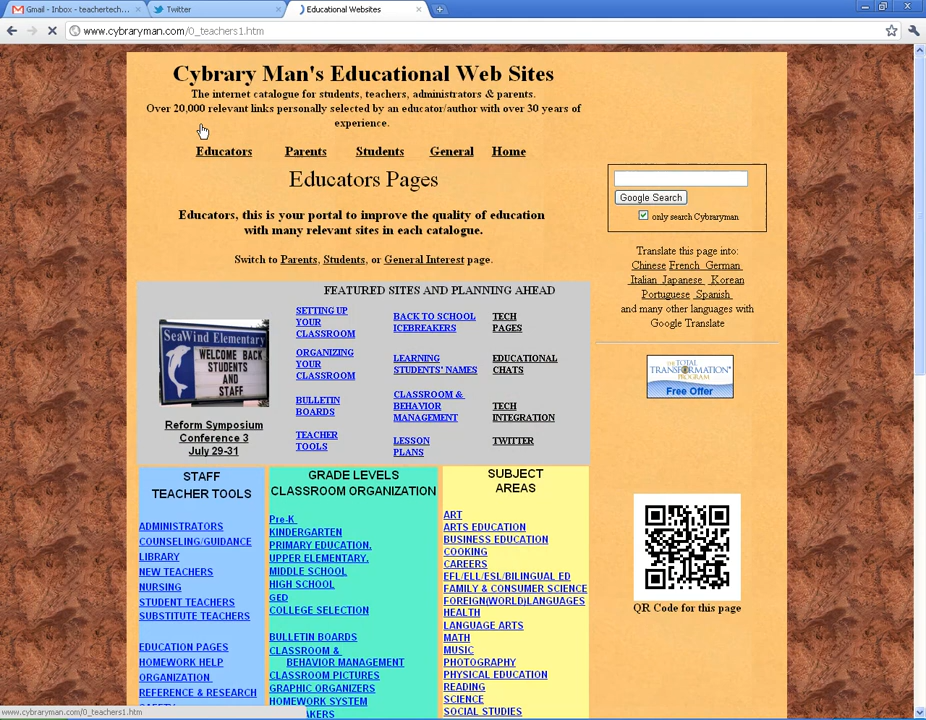 Gmail - Inbox - teachertech...
Twitter
Educational Websites
www.cybraryman.com/0_teachers1.htm
Cybrary Man's Educational Web Sites
The internet catalogue for students, teachers, administrators & parents.
Over 20,000 relevant links personally selected by an educator/author with over 30 years of
experience.
Educators Parents Students General Home
Educators Pages
Educators, this is your portal to improve the quality of education
with many relevant sites in each catalogue.
Switch to Parents, Students, or General Interest page.
Google Search
only search Cybraryman
Translate this page into:
Chinese French German
Italian Japanese Korean
Portuguese Spanish
and many other languages with
Google Translate
THE TOTAL
TRANSFORMATION
PROGRAM
Free Offer
QR Code for this page
FEATURED SITES AND PLANNING AHEAD
SeaWind Elementary
WELCOME BACK
STUDENTS
AND
STAFF
Reform Symposium
Conference 3
July 29-31
SETTING UP
YOUR
CLASSROOM
ORGANIZING
YOUR
CLASSROOM
BULLETIN
BOARDS
TEACHER
TOOLS
BACK TO SCHOOL
ICEBREAKERS
LEARNING
STUDENTS' NAMES
CLASSROOM &
BEHAVIOR
MANAGEMENT
LESSON
PLANS
TECH
PAGES
EDUCATIONAL
CHATS
TECH
INTEGRATION
TWITTER
STAFF
TEACHER TOOLS
ADMINISTRATORS
COUNSELING/GUIDANCE
LIBRARY
NEW TEACHERS
NURSING
STUDENT TEACHERS
SUBSTITUTE TEACHERS
EDUCATION PAGES
HOMEWORK HELP
ORGANIZATION
REFERENCE & RESEARCH
GRADE LEVELS
CLASSROOM ORGANIZATION
Pre-K
KINDERGARTEN
PRIMARY EDUCATION.
UPPER ELEMENTARY.
MIDDLE SCHOOL
HIGH SCHOOL
GED
COLLEGE SELECTION
BULLETIN BOARDS
CLASSROOM &
BEHAVIOR MANAGEMENT
CLASSROOM PICTURES
GRAPHIC ORGANIZERS
HOMEWORK SYSTEM
SUBJECT
AREAS
ART
ARTS EDUCATION
BUSINESS EDUCATION
COOKING
CAREERS
EFL/ELL/ESL/BILINGUAL ED
FAMILY & CONSUMER SCIENCE
FOREIGN(WORLD)LANGUAGES
HEALTH
LANGUAGE ARTS
MATH
MUSIC
PHOTOGRAPHY
PHYSICAL EDUCATION
READING
SCIENCE
SOCIAL STUDIES
cybraryman.com/0_teachers1.htm